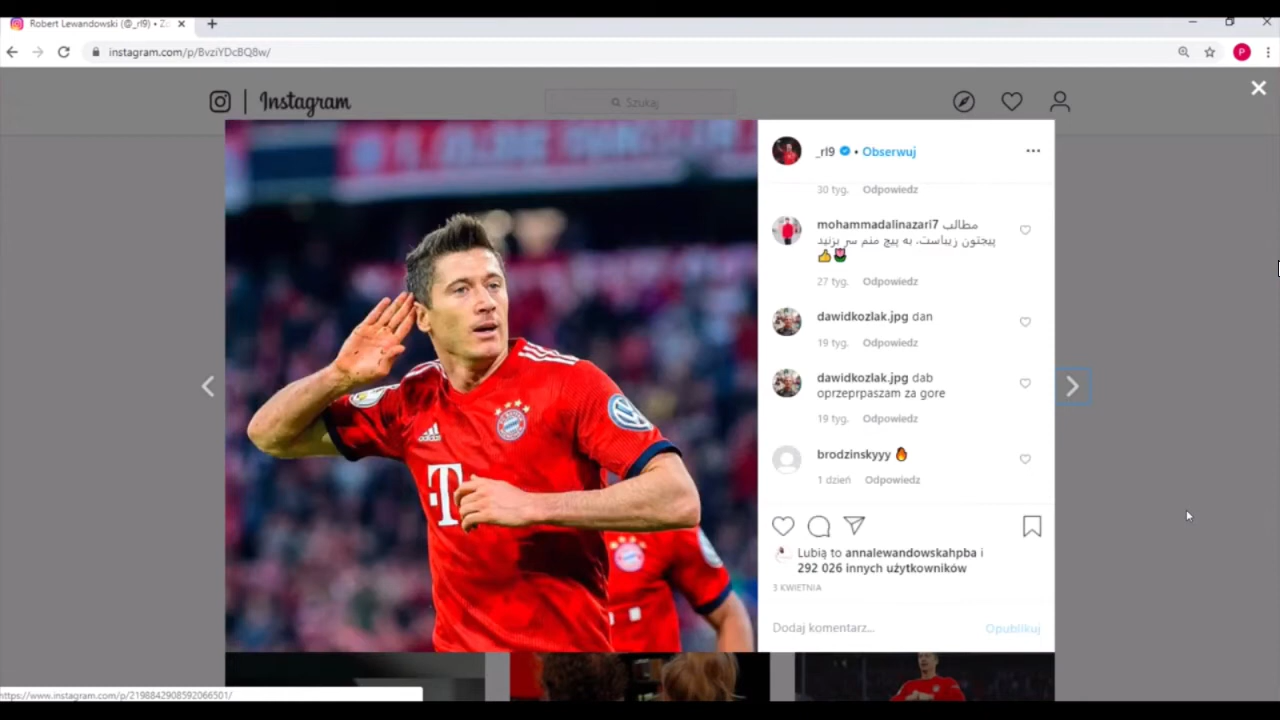 Robert Lewandowski (@_rl9) • Z
instagram.com/p/BvziYDcBQ8w/
P
Instagram
Szukaj
_rl9 • Obserwuj
30 tyg. Odpowiedz
mohammadalinazari7 مطالب
پیجتون زیباست، به پیج منم سر بزنید
👍🌷
27 tyg. Odpowiedz
dawidkozlak.jpg dan
19 tyg. Odpowiedz
dawidkozlak.jpg dab
oprzeprpaszam za gore
19 tyg. Odpowiedz
brodzinskyyy 🔥
1 dzień Odpowiedz
Lubią to annalewandowskahpba i
292 026 innych użytkowników
3 KWIETNIA
Dodaj komentarz...
Opublikuj
adidas
T
https://www.instagram.com/p/2198842908592066501/